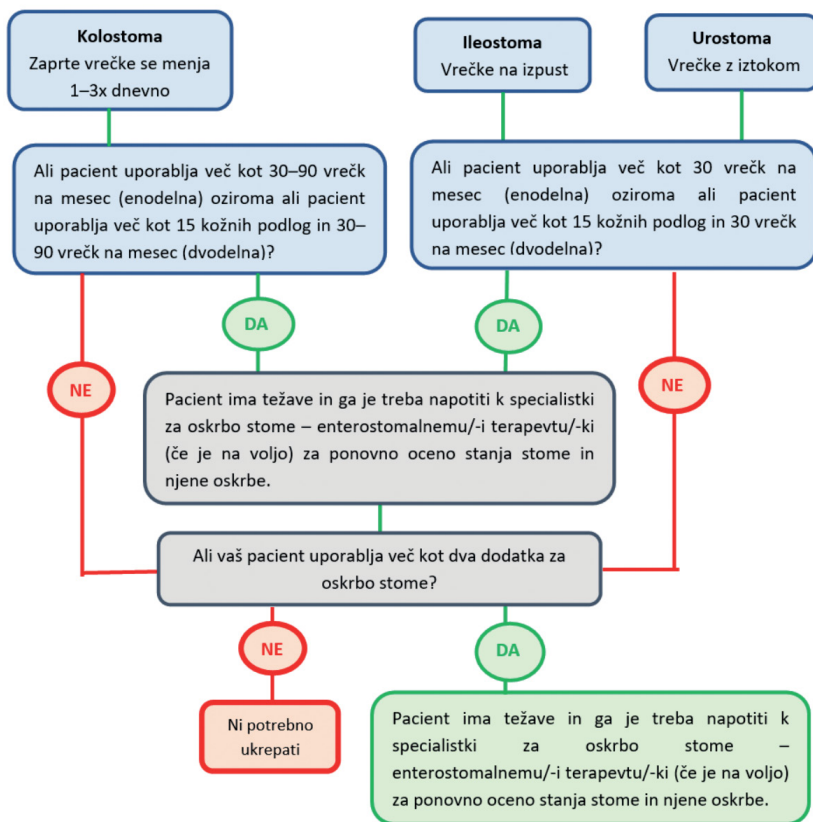 Kolostoma
Zaprte vrečke se menja
1–3x dnevno
Ileostoma
Vrečke na izpust
Urostoma
Vrečke z iztokom
Ali pacient uporablja več kot 30–90 vrečk
na mesec (enodelna) oziroma ali pacient
uporablja več kot 15 kožnih podlog in 30–
90 vrečk na mesec (dvodelna)?
Ali pacient uporablja več kot 30 vrečk na
mesec (enodelna) oziroma ali pacient
uporablja več kot 15 kožnih podlog in 30
vrečk na mesec (dvodelna)?
DA
DA
NE
NE
Pacient ima težave in ga je treba napotiti k specialistki
za oskrbo stome – enterostomalnemu/-i terapevtu/-ki
(če je na voljo) za ponovno oceno stanja stome in
njene oskrbe.
Ali vaš pacient uporablja več kot dva dodatka za
oskrbo stome?
NE
DA
Ni potrebno
ukrepati
Pacient ima težave in ga je treba napotiti k
specialistki za oskrbo stome –
enterostomalnemu/-i terapevtu/-ki (če je na voljo)
za ponovno oceno stanja stome in njene oskrbe.